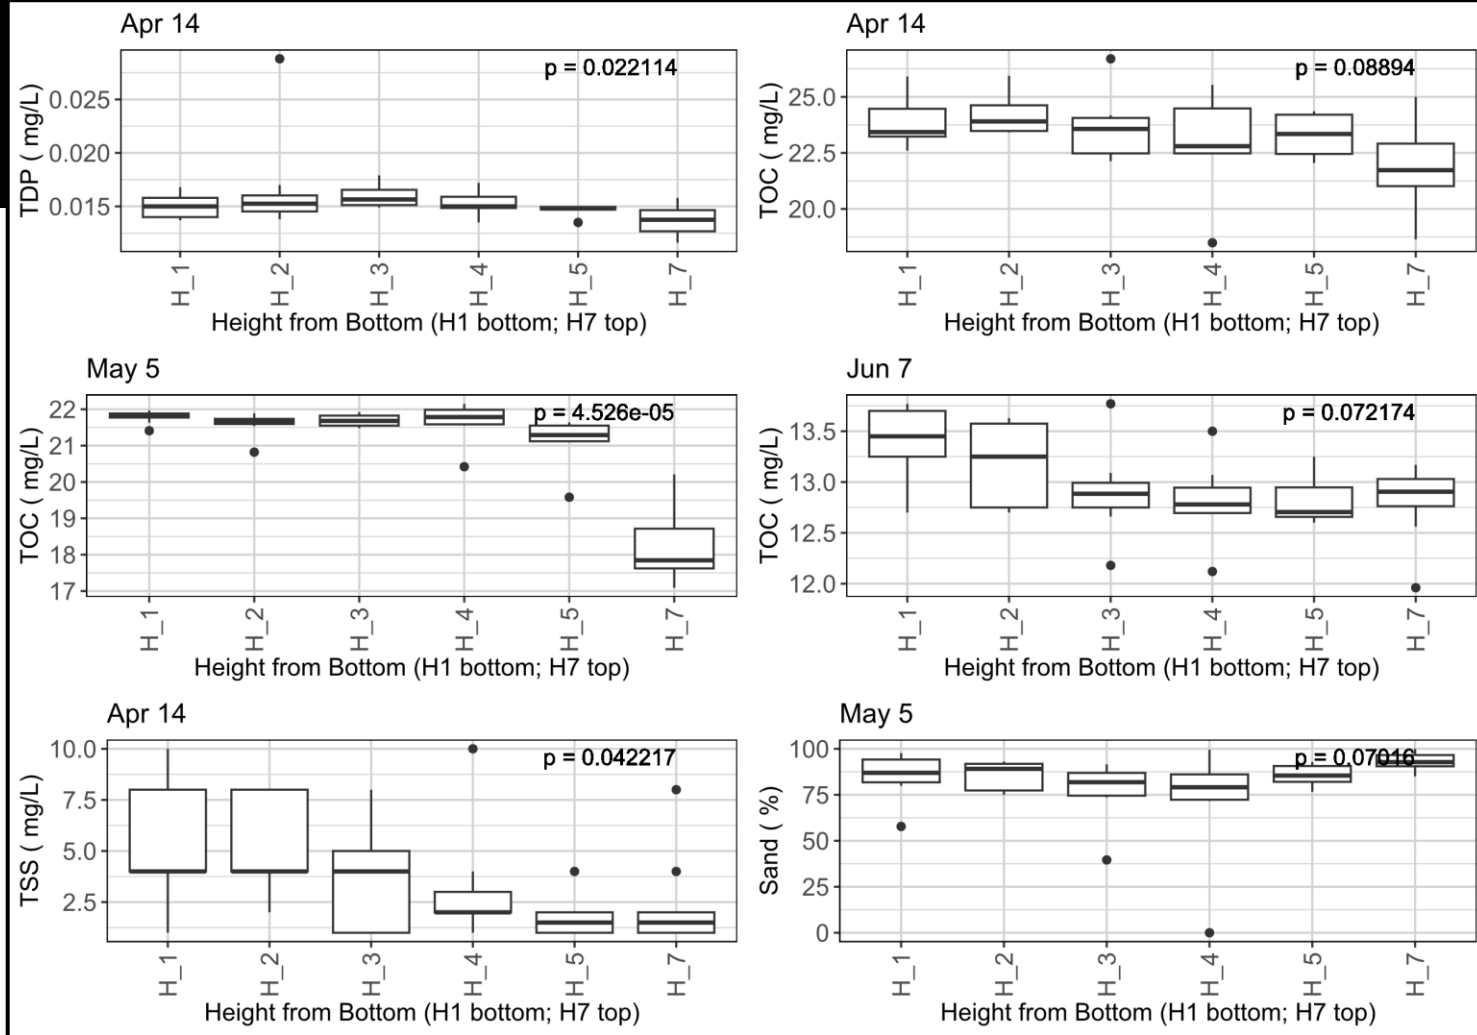 Apr 14
p = 0.022114
TDP ( mg/L)
0.025
0.020
0.015
H_1
H_2
H_3
H_4
H_5
H_7
Height from Bottom (H1 bottom; H7 top)
Apr 14
p = 0.08894
TOC ( mg/L)
25.0
22.5
20.0
H_1
H_2
H_3
H_4
H_5
H_7
Height from Bottom (H1 bottom; H7 top)
May 5
p = 4.526e-05
TOC ( mg/L)
22
21
20
19
18
17
H_1
H_2
H_3
H_4
H_5
H_7
Height from Bottom (H1 bottom; H7 top)
Jun 7
p = 0.072174
TOC ( mg/L)
13.5
13.0
12.5
12.0
H_1
H_2
H_3
H_4
H_5
H_7
Height from Bottom (H1 bottom; H7 top)
Apr 14
p = 0.042217
TSS ( mg/L)
10.0
7.5
5.0
2.5
H_1
H_2
H_3
H_4
H_5
H_7
Height from Bottom (H1 bottom; H7 top)
May 5
p = 0.07016
Sand ( %)
100
75
50
25
0
H_1
H_2
H_3
H_4
H_5
H_7
Height from Bottom (H1 bottom; H7 top)